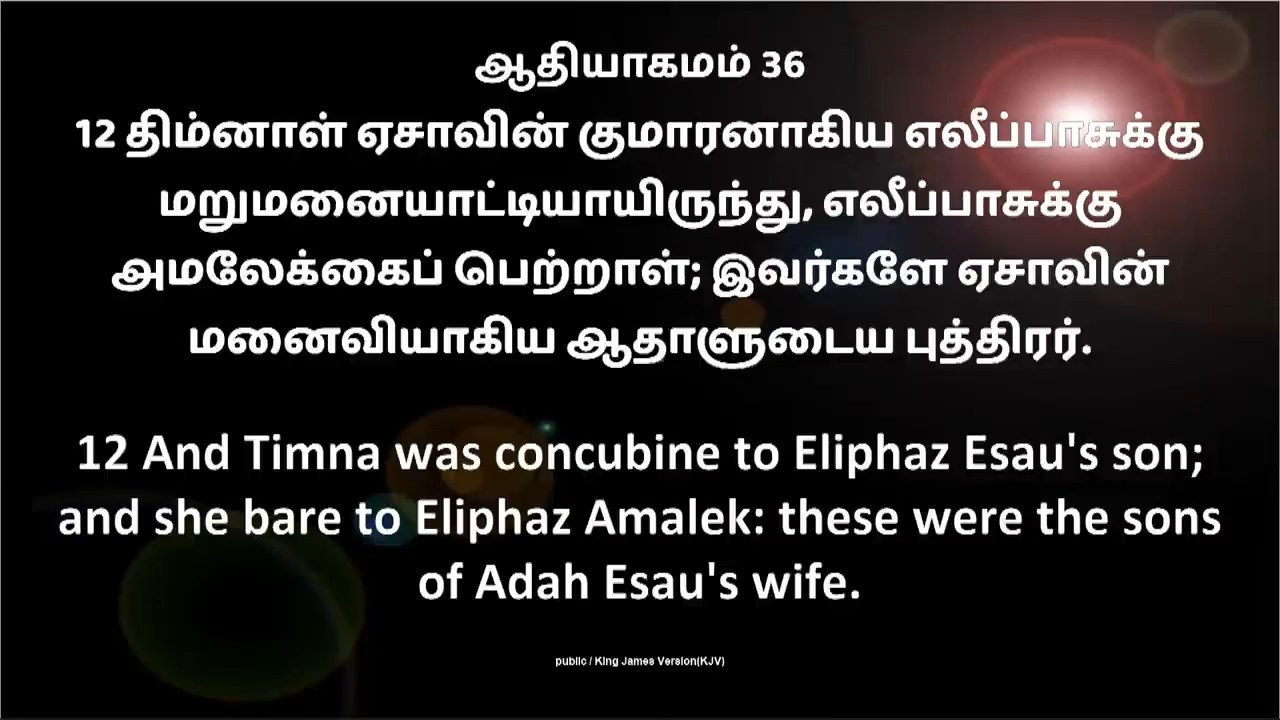 ஆதியாகமம் 36
12 திம்னாள் ஏசாவின் குமாரனாகிய எலீப்பாசுக்கு
மறுமனையாட்டியாயிருந்து, எலீப்பாசுக்கு
அமலேக்கைப் பெற்றாள்; இவர்களே ஏசாவின்
மனைவியாகிய ஆதாளுடைய புத்திரர்.
12 And Timna was concubine to Eliphaz Esau's son;
and she bare to Eliphaz Amalek: these were the sons
of Adah Esau's wife.
public / King James Version(KJV)